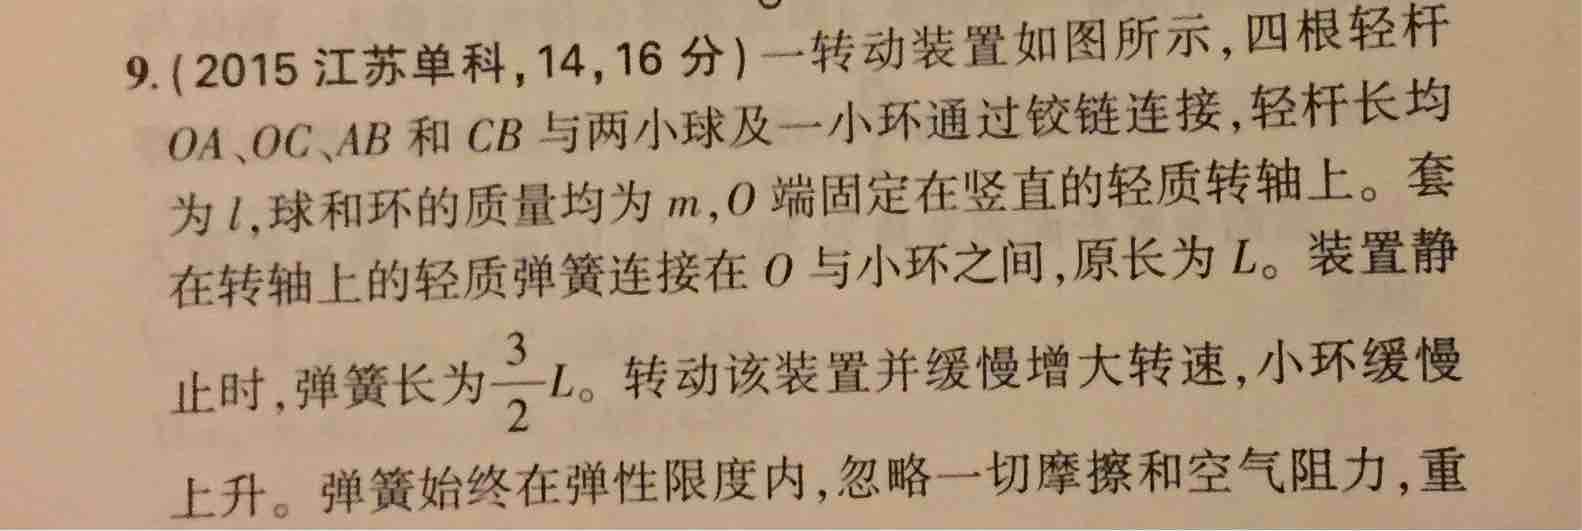 9.(2015 江苏单科,14,16 分)一转动装置如图所示,四根轻杆
OA、OC、AB 和 CB 与两小球及一小环通过铰链连接,轻杆长均
为 l,球和环的质量均为 m,O 端固定在竖直的轻质转轴上。套
在转轴上的轻质弹簧连接在 O 与小环之间,原长为 L。装置静
止时,弹簧长为$\frac{3}{2}$L。转动该装置并缓慢增大转速,小环缓慢
上升。弹簧始终在弹性限度内,忽略一切摩擦和空气阻力,重